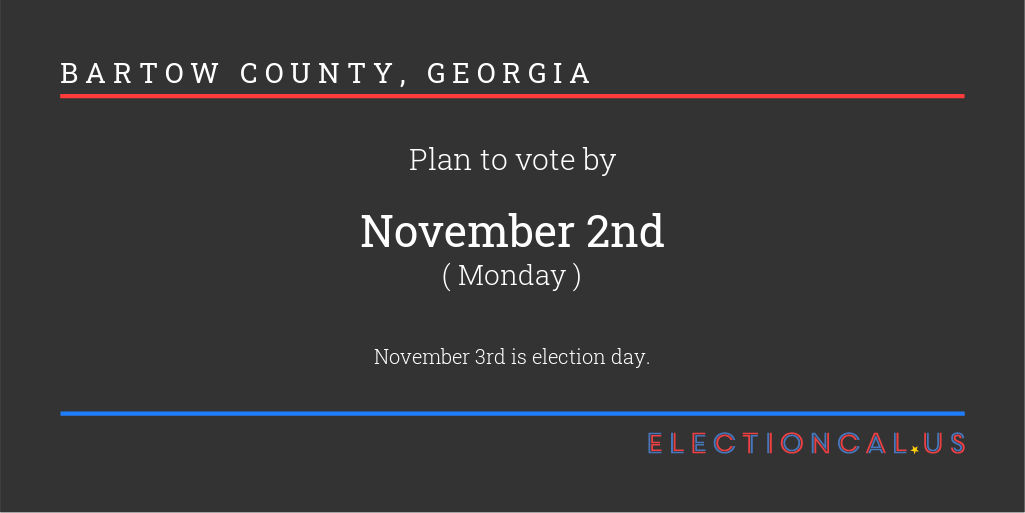 BARTOW COUNTY, GEORGIA
Plan to vote by
November 2nd
( Monday )
November 3rd is election day.
ELECTIONCAL.US